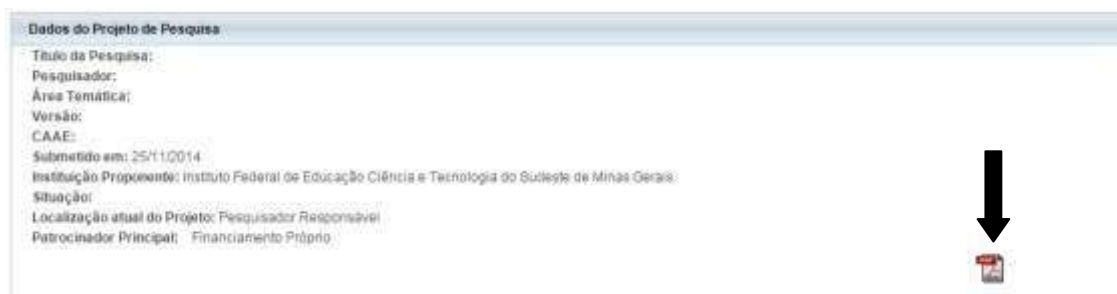 Dados do Projeto de Pesquisa
Título da Pesquisa:
Pesquisador:
Área Temática:
Versão:
CAAE:
Submetido em: 25/11/2014
Instituição Proponente: Instituto Federal de Educação Ciência e Tecnologia do Sudeste de Minas Gerais
Situação:
Localização atual do Projeto: Pesquisador Responsável
Patrocinador Principal: Financiamento Próprio